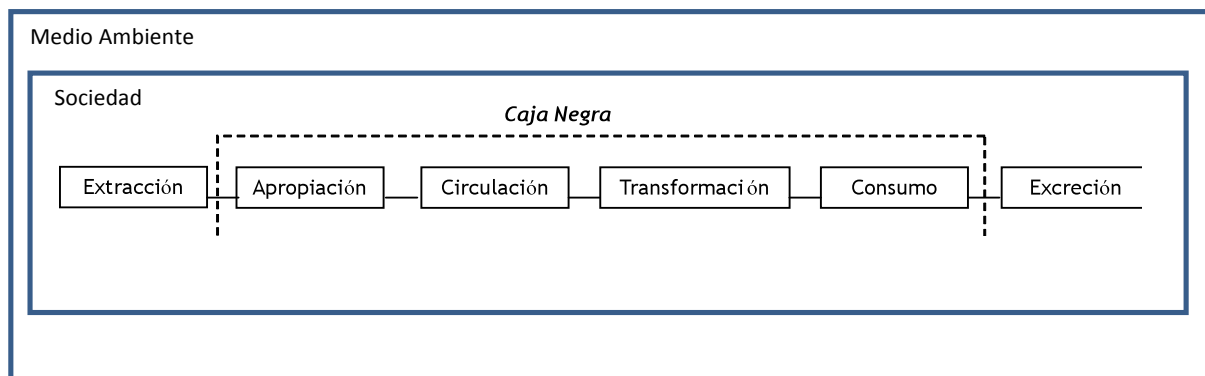 Medio Ambiente
Sociedad
Caja Negra
Extracción Apropiación Circulación Transformación Consumo Excreción